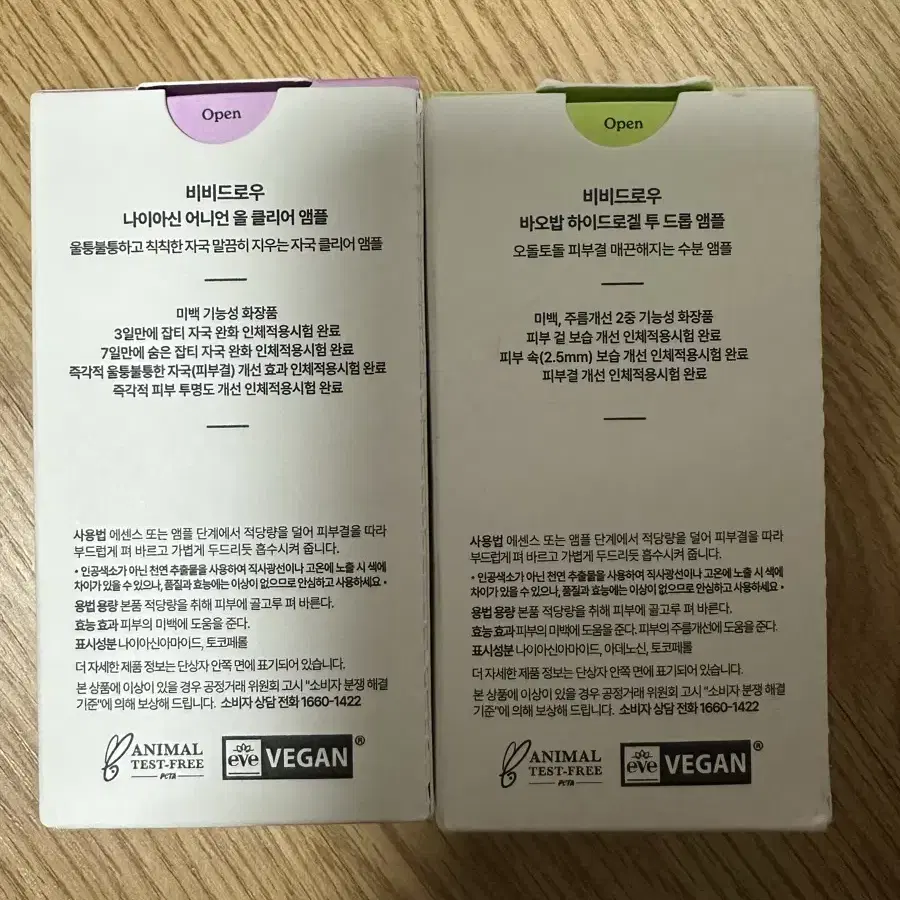 Open
비비드로우
나이아신 어니언 올 클리어 앰플
울퉁불퉁하고 칙칙한 자국 말끔히 지우는 자국 클리어 앰플
미백 기능성 화장품
3일만에 잡티 자국 완화 인체적용시험 완료
7일만에 숨은 잡티 자국 완화 인체적용시험 완료
즉각적 울퉁불퉁한 자국(피부결) 개선 효과 인체적용시험 완료
즉각적 피부 투명도 개선 인체적용시험 완료
사용법 에센스 또는 앰플 단계에서 적당량을 덜어 피부결을 따라
부드럽게 펴 바르고 가볍게 두드리듯 흡수시켜 줍니다.
• 인공색소가 아닌 천연 추출물을 사용하여 직사광선이나 고온에 노출 시 색에
차이가 있을 수 있으나, 품질과 효능에는 이상이 없으므로 안심하고 사용하세요 •
용법 용량 본품 적당량을 취해 피부에 골고루 펴 바른다.
효능 효과 피부의 미백에 도움을 준다.
표시성분 나이아신아마이드, 토코페롤
더 자세한 제품 정보는 단상자 안쪽 면에 표기되어 있습니다.
본 상품에 이상이 있을 경우 공정거래 위원회 고시 "소비자 분쟁 해결
기준"에 의해 보상해 드립니다. 소비자 상담 전화 1660-1422
ANIMAL
TEST-FREE
PETA
eve VEGAN®
Open
비비드로우
바오밥 하이드로겔 투 드롭 앰플
오돌토돌 피부결 매끈해지는 수분 앰플
미백, 주름개선 2중 기능성 화장품
피부 겉 보습 개선 인체적용시험 완료
피부 속(2.5mm) 보습 개선 인체적용시험 완료
피부결 개선 인체적용시험 완료
사용법 에센스 또는 앰플 단계에서 적당량을 덜어 피부결을 따라
부드럽게 펴 바르고 가볍게 두드리듯 흡수시켜 줍니다.
• 인공색소가 아닌 천연 추출물을 사용하여 직사광선이나 고온에 노출 시 색에
차이가 있을 수 있으나, 품질과 효능에는 이상이 없으므로 안심하고 사용하세요 •
용법 용량 본품 적당량을 취해 피부에 골고루 펴 바른다.
효능 효과 피부의 미백에 도움을 준다. 피부의 주름개선에 도움을 준다.
표시성분 나이아신아마이드, 아데노신, 토코페롤
더 자세한 제품 정보는 단상자 안쪽 면에 표기되어 있습니다.
본 상품에 이상이 있을 경우 공정거래 위원회 고시 "소비자 분쟁 해결
기준"에 의해 보상해 드립니다. 소비자 상담 전화 1660-1422
ANIMAL
TEST-FREE
PETA
eve VEGAN®